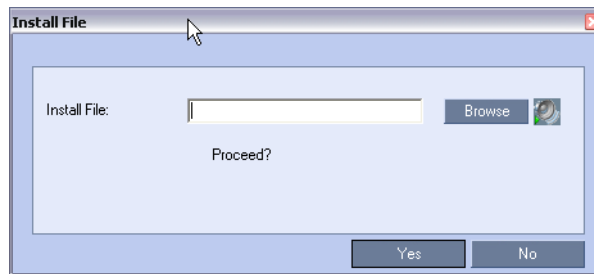 Install File
Install File:
Browse
Proceed?
Yes
No